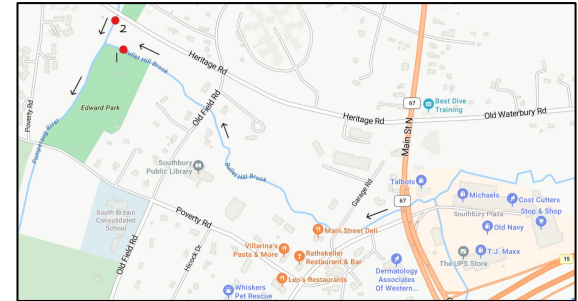 2
1
Bullet Hill Brook
Heritage Rd
Edward Park
Poverty Rd
Pomperaug River
Old Field Rd
67
Best Dive
Training
Heritage Rd
Old Waterbury Rd
Main St N
Southbury
Public Library
Bullet Hill Brook
Garage Rd
Talbots
Michaels
Cost Cutters
67
Southbury Plaza
Stop & Shop
Old Navy
South Britain
Consolidated
School
Poverty Rd
Main Street Deli
Villarina's
Pasta & More
Rathskeller
Restaurant & Bar
T.J. Maxx
The UPS Store
15
Old Field Rd
Hicock Dr
Leo's Restaurants
Dermatology
Associates
Of Western...
Whiskers
Pet Rescue